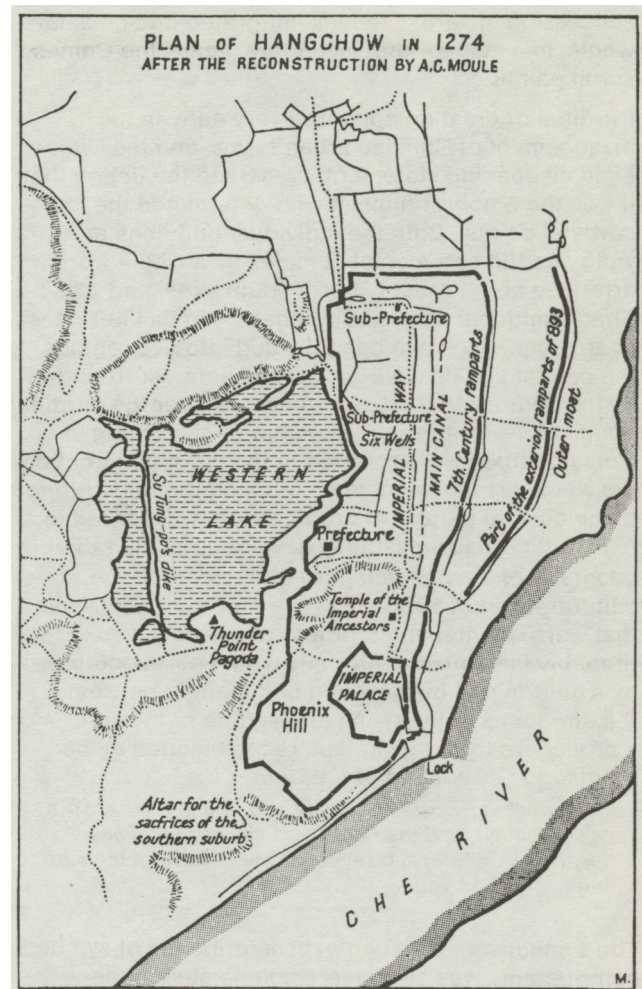 PLAN OF HANGCHOW IN 1274
AFTER THE RECONSTRUCTION BY A.C. MOULE
Sub-Prefecture
Sub-Prefecture
Six Wells
IMPERIAL WAY
MAIN CANAL
7th. Century ramparts
Part of the exterior ramparts of 893
Outer moat
WESTERN
LAKE
Su Tung-po's dike
Prefecture
Temple of the
Imperial
Ancestors
Thunder
Point
Pagoda
IMPERIAL
PALACE
Phoenix
Hill
Lock
Altar for the
sacfrices of the
southern suburb
CHE RIVER
M.